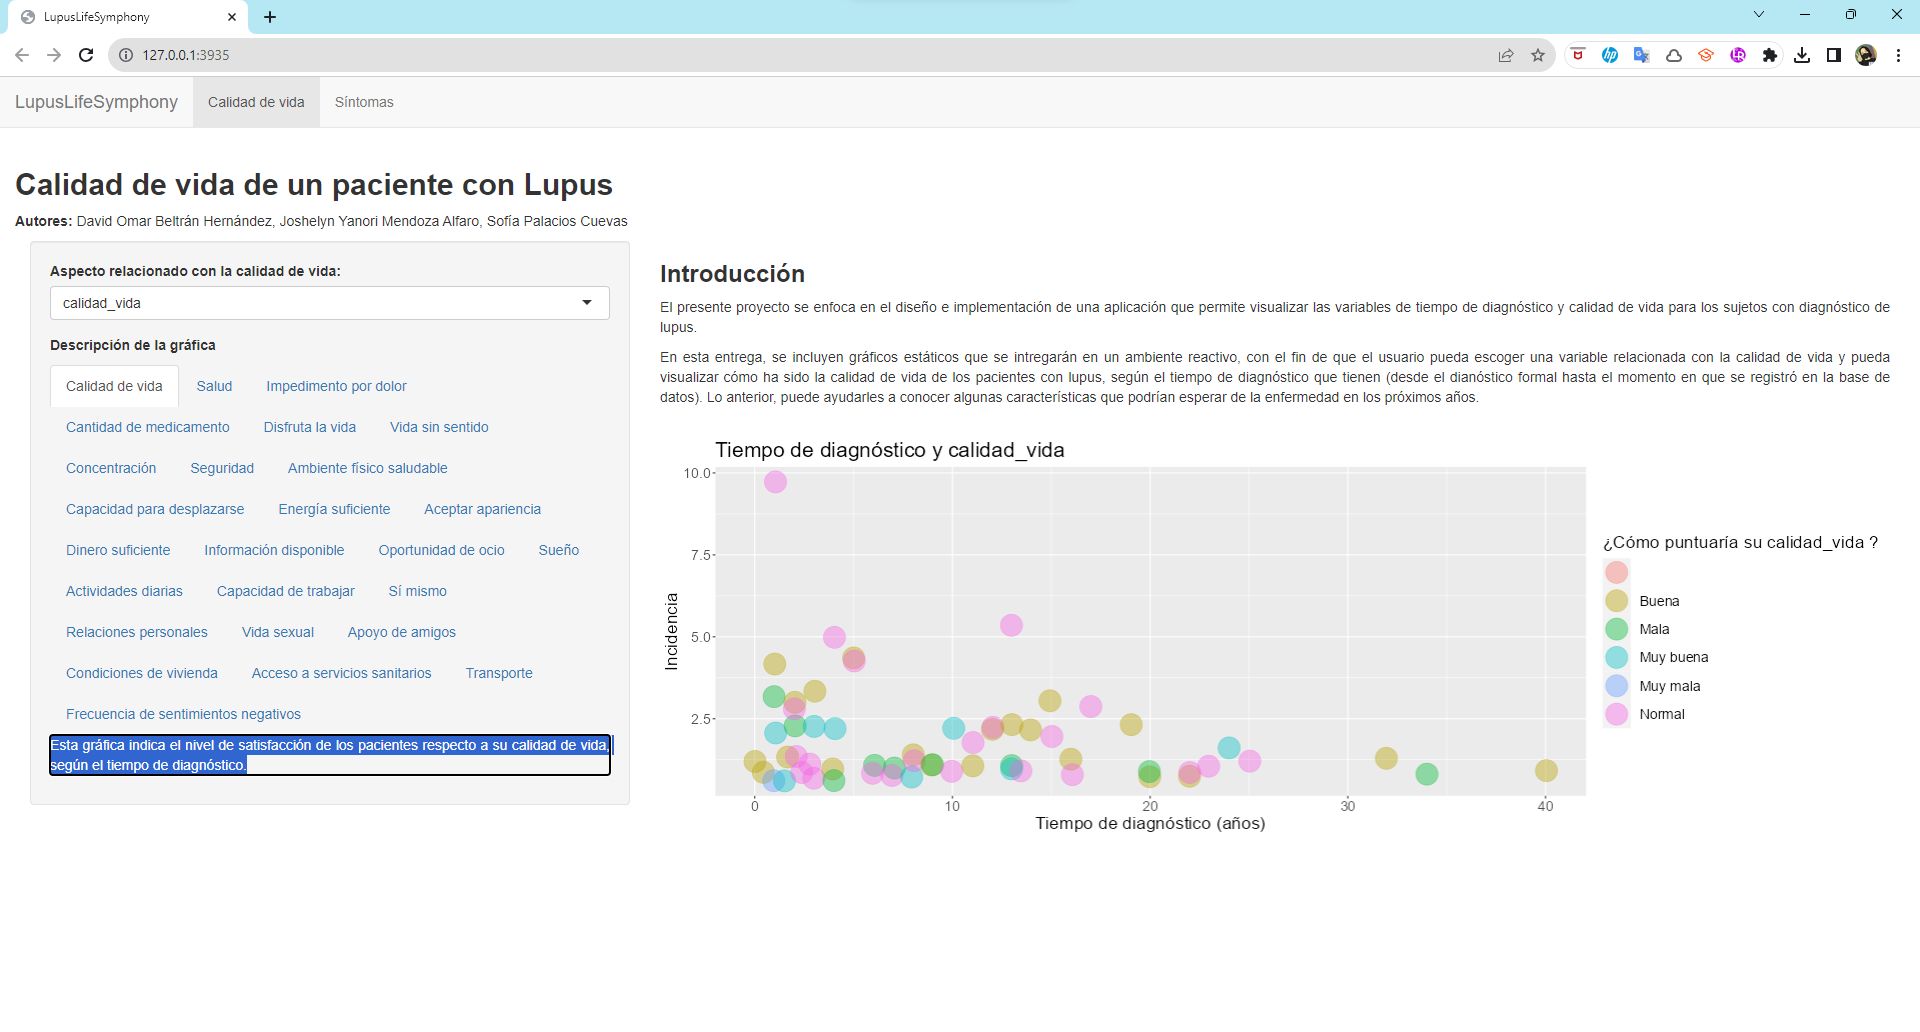 LupusLifeSymphony
127.0.0.1:3935
LupusLifeSymphony Calidad de vida Síntomas
Calidad de vida de un paciente con Lupus
Autores: David Omar Beltrán Hernández, Joshelyn Yanori Mendoza Alfaro, Sofía Palacios Cuevas
Aspecto relacionado con la calidad de vida:
calidad_vida
Descripción de la gráfica
Calidad de vida Salud Impedimento por dolor
Cantidad de medicamento Disfruta la vida Vida sin sentido
Concentración Seguridad Ambiente físico saludable
Capacidad para desplazarse Energía suficiente Aceptar apariencia
Dinero suficiente Información disponible Oportunidad de ocio Sueño
Actividades diarias Capacidad de trabajar Sí mismo
Relaciones personales Vida sexual Apoyo de amigos
Condiciones de vivienda Acceso a servicios sanitarios Transporte
Frecuencia de sentimientos negativos
Esta gráfica indica el nivel de satisfacción de los pacientes respecto a su calidad de vida,
según el tiempo de diagnóstico.
Introducción
El presente proyecto se enfoca en el diseño e implementación de una aplicación que permite visualizar las variables de tiempo de diagnóstico y calidad de vida para los sujetos con diagnóstico de
lupus.
En esta entrega, se incluyen gráficos estáticos que se intregarán en un ambiente reactivo, con el fin de que el usuario pueda escoger una variable relacionada con la calidad de vida y pueda
visualizar cómo ha sido la calidad de vida de los pacientes con lupus, según el tiempo de diagnóstico que tienen (desde el dianóstico formal hasta el momento en que se registró en la base de
datos). Lo anterior, puede ayudarles a conocer algunas características que podrían esperar de la enfermedad en los próximos años.
Tiempo de diagnóstico y calidad_vida
10.0
7.5
5.0
2.5
Incidencia
0 10 20 30 40
Tiempo de diagnóstico (años)
¿Cómo puntuaría su calidad_vida ?
Buena
Mala
Muy buena
Muy mala
Normal